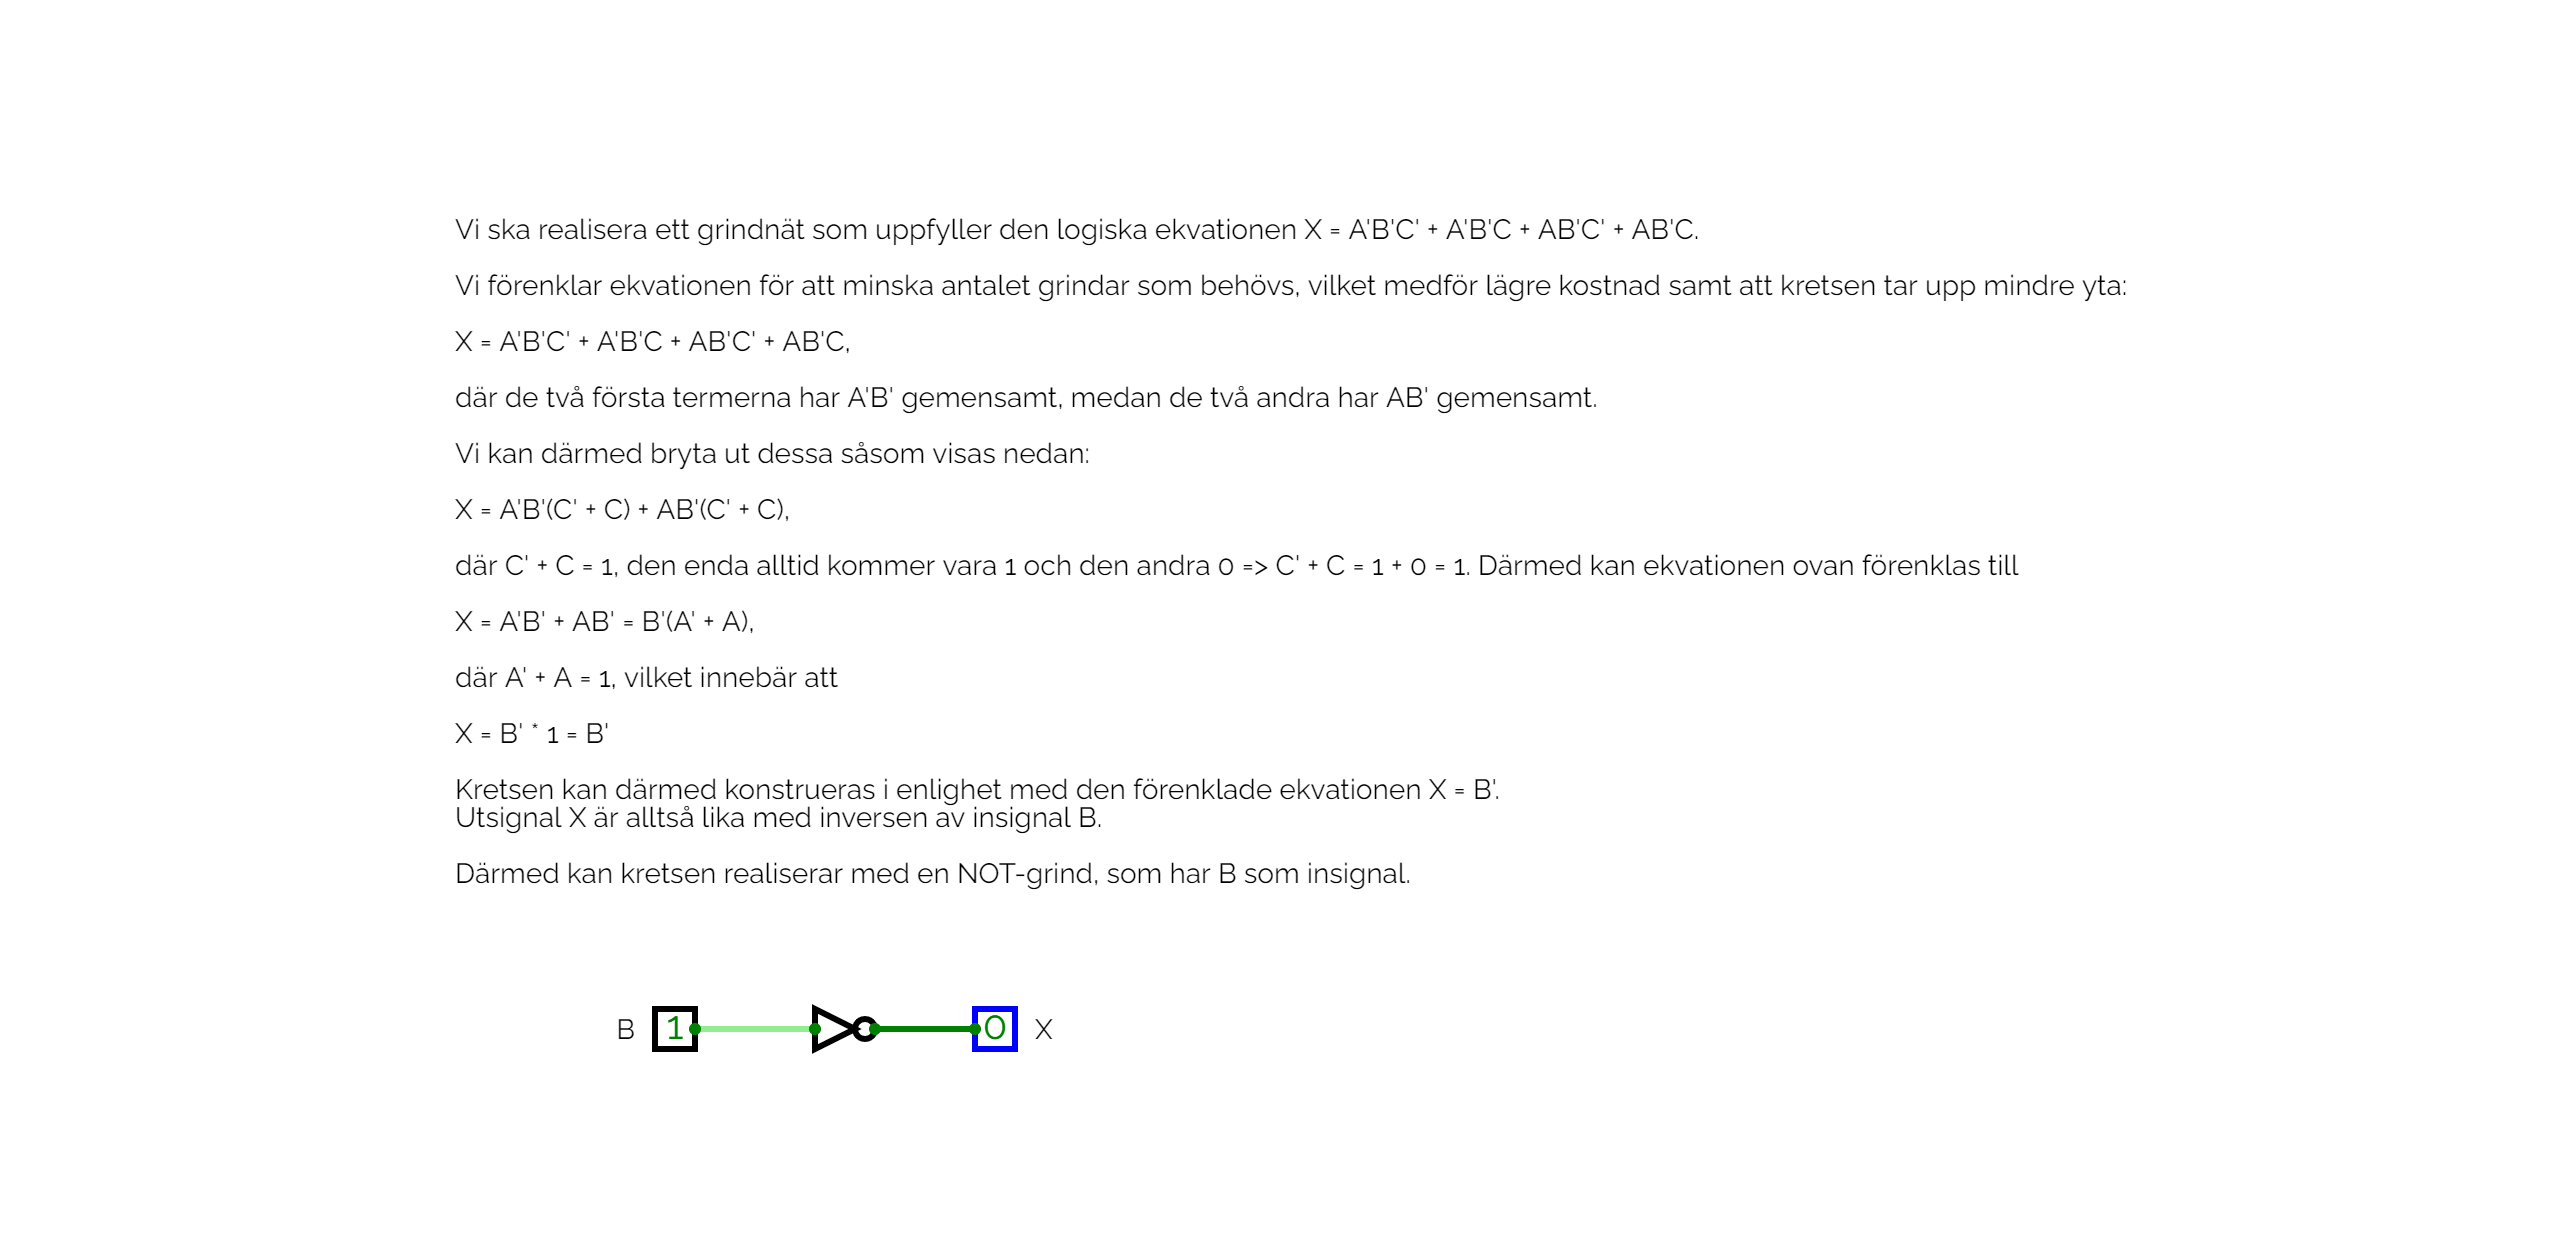 Vi ska realisera ett grindnät som uppfyller den logiska ekvationen X = A'B'C' + A'B'C + AB'C' + AB'C.
Vi förenklar ekvationen för att minska antalet grindar som behövs, vilket medför lägre kostnad samt att kretsen tar upp mindre yta:
X = A'B'C' + A'B'C + AB'C' + AB'C,
där de två första termerna har A'B' gemensamt, medan de två andra har AB' gemensamt.
Vi kan därmed bryta ut dessa såsom visas nedan:
X = A'B'(C' + C) + AB'(C' + C),
där C' + C = 1, den enda alltid kommer vara 1 och den andra 0 => C' + C = 1 + 0 = 1. Därmed kan ekvationen ovan förenklas till
X = A'B' + AB' = B'(A' + A),
där A' + A = 1, vilket innebär att
X = B' * 1 = B'
Kretsen kan därmed konstrueras i enlighet med den förenklade ekvationen X = B'.
Utsignal X är alltså lika med inversen av insignal B.
Därmed kan kretsen realiserar med en NOT-grind, som har B som insignal.
B 1 0 X